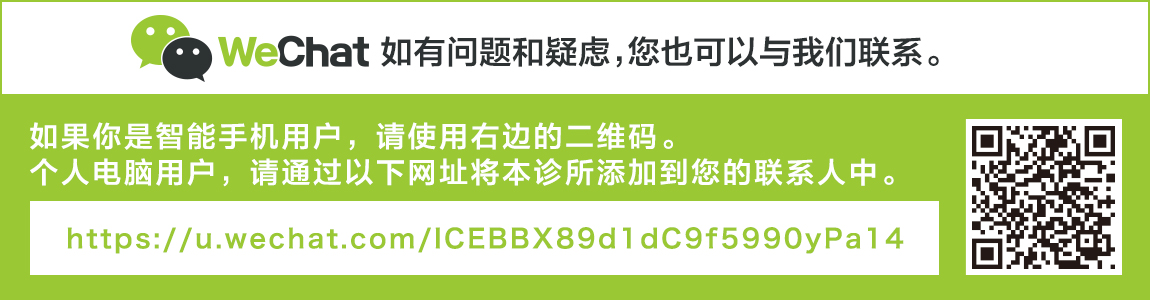 WeChat 如有问题和疑虑,您也可以与我们联系。
如果你是智能手机用户，请使用右边的二维码。
个人电脑用户，请通过以下网址将本诊所添加到您的联系人中。
https://u.wechat.com/ICEBBX89d1dC9f5990yPa14